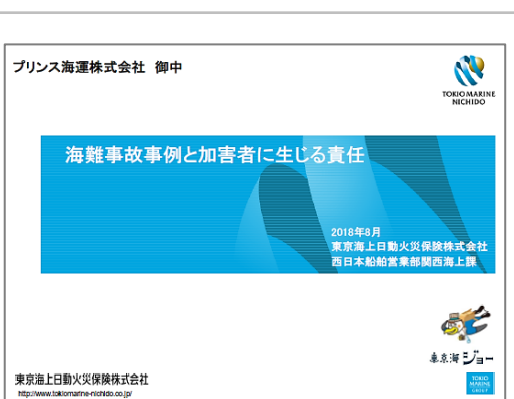 プリンス海運株式会社 御中
TOKIO MARINE
NICHIDO
海難事故事例と加害者に生じる責任
2018年8月
東京海上日動火災保険株式会社
西日本船舶営業部関西海上課
東京海ジョー
東京海上日動火災保険株式会社
http://www.tokiomarine-nichido.co.jp/
TOKIO
MARINE
GROUP